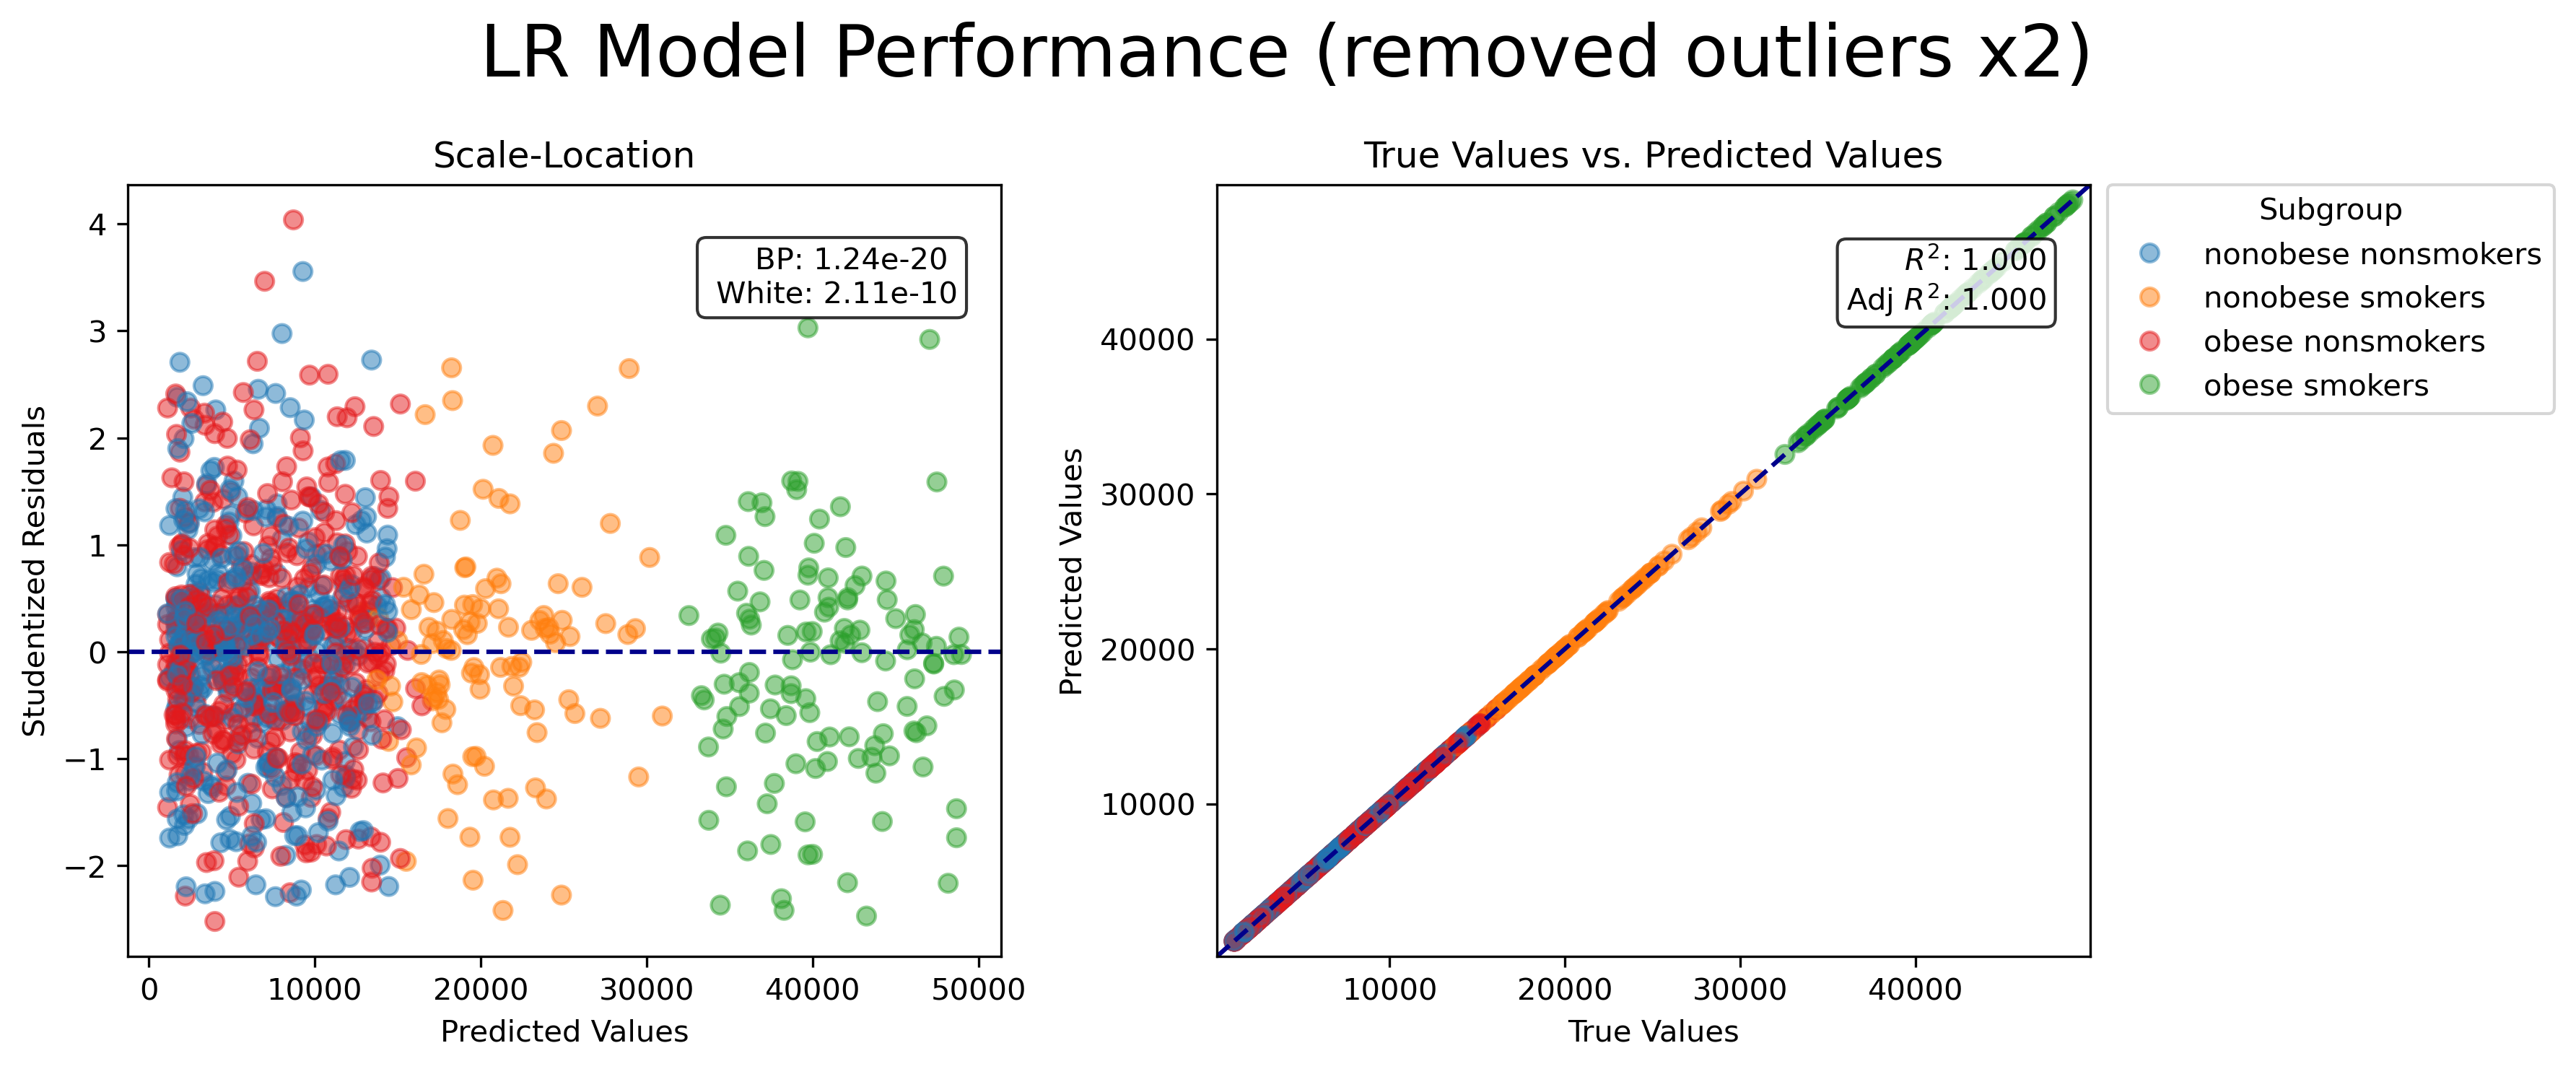 LR Model Performance (removed outliers x2)
Scale-Location
BP: 1.24e-20
White: 2.11e-10
Studentized Residuals
4
3
2
1
0
−1
−2
0 10000 20000 30000 40000 50000
Predicted Values
True Values vs. Predicted Values
R²: 1.000
Adj R²: 1.000
Predicted Values
40000
30000
20000
10000
10000 20000 30000 40000
True Values
Subgroup
nonobese nonsmokers
nonobese smokers
obese nonsmokers
obese smokers